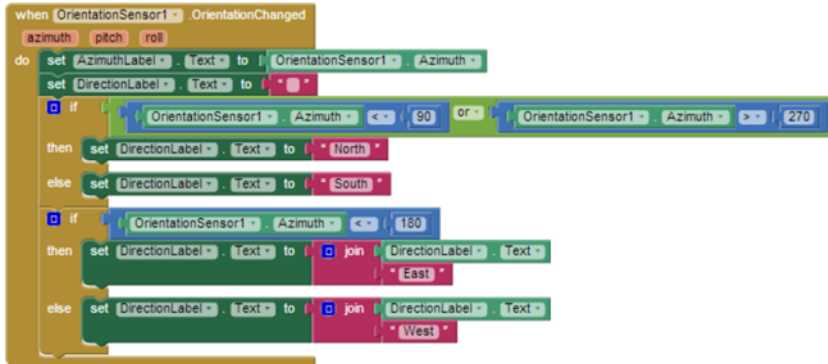 when OrientationSensor1 .OrientationChanged
azimuth pitch roll
do set AzimuthLabel . Text to OrientationSensor1 . Azimuth
set DirectionLabel . Text to " "
if OrientationSensor1 . Azimuth < 90 or OrientationSensor1 . Azimuth > 270
then set DirectionLabel . Text to " North "
else set DirectionLabel . Text to " South "
if OrientationSensor1 . Azimuth < 180
then set DirectionLabel . Text to join DirectionLabel . Text
" East "
else set DirectionLabel . Text to join DirectionLabel . Text
" West "